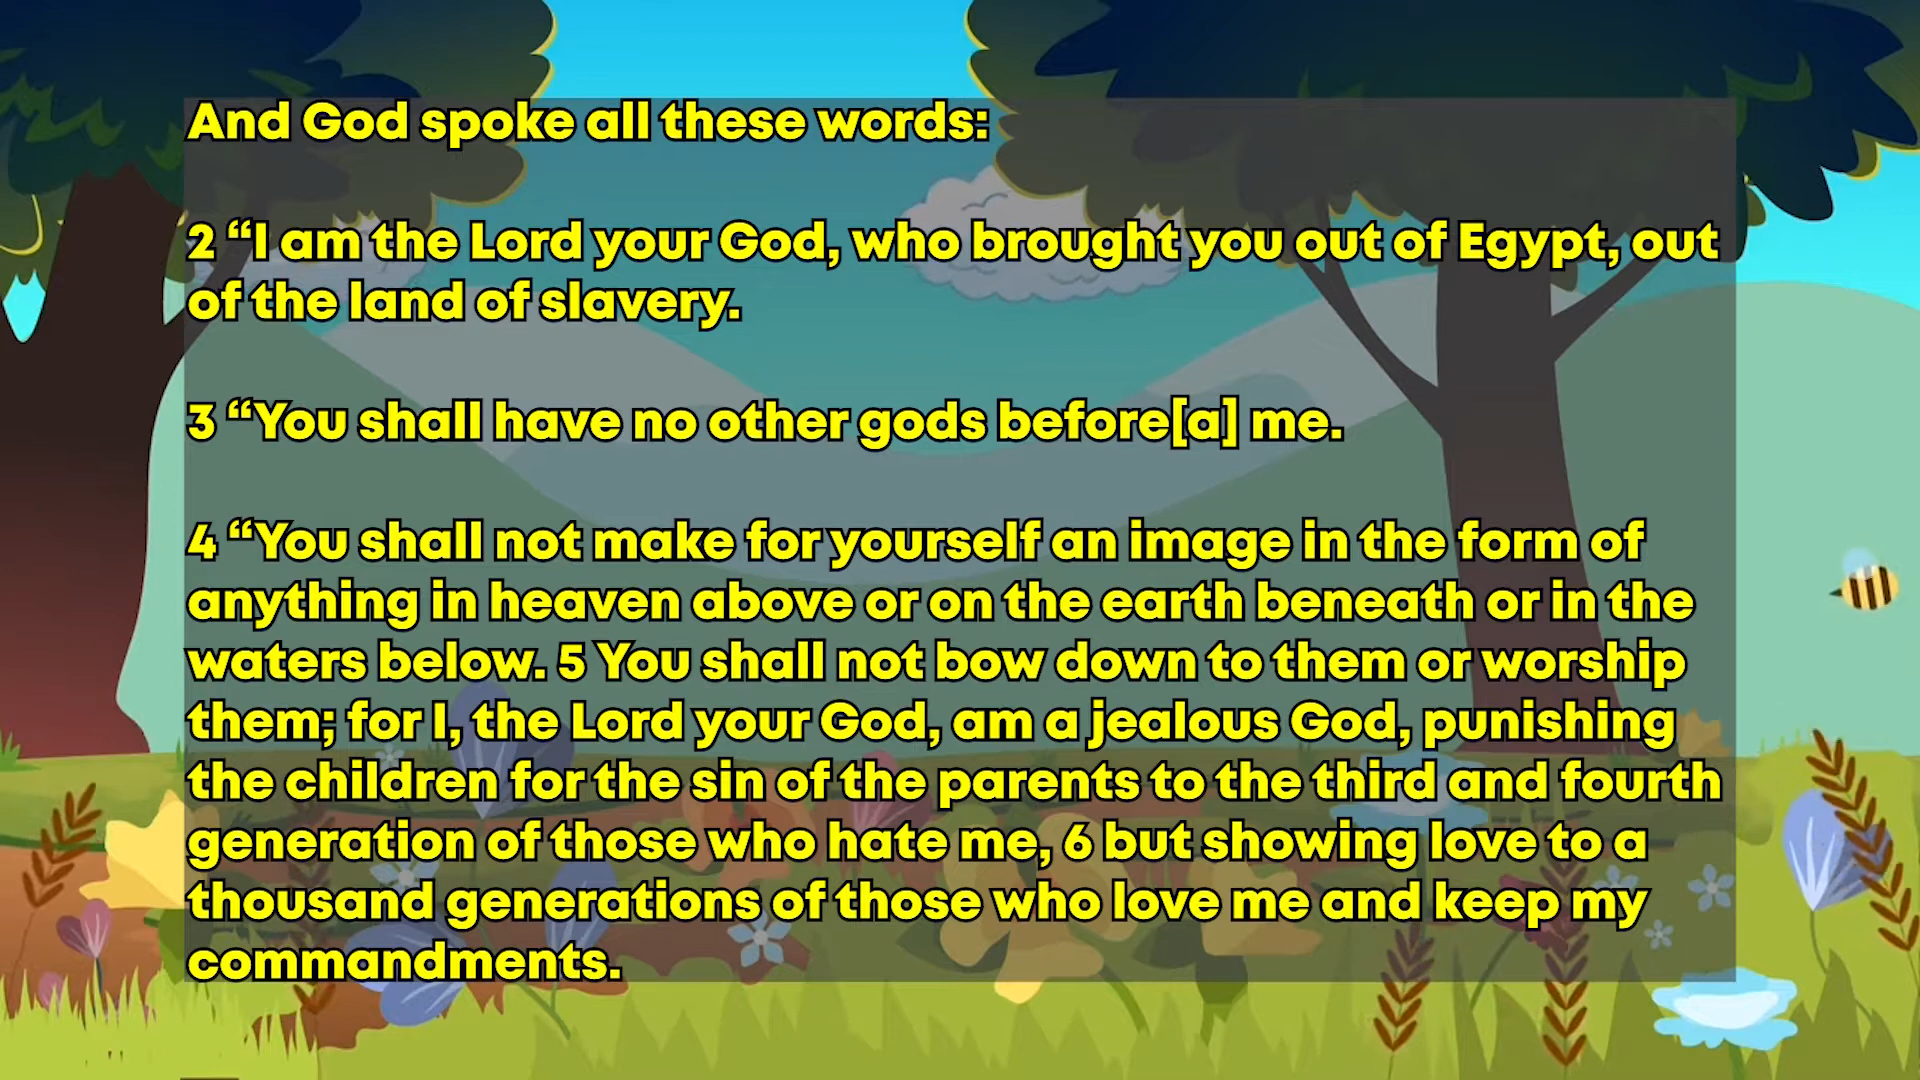 And God spoke all these words:
2 “I am the Lord your God, who brought you out of Egypt, out
of the land of slavery.
3 “You shall have no other gods before[a] me.
4 “You shall not make for yourself an image in the form of
anything in heaven above or on the earth beneath or in the
waters below. 5 You shall not bow down to them or worship
them; for I, the Lord your God, am a jealous God, punishing
the children for the sin of the parents to the third and fourth
generation of those who hate me, 6 but showing love to a
thousand generations of those who love me and keep my
commandments.